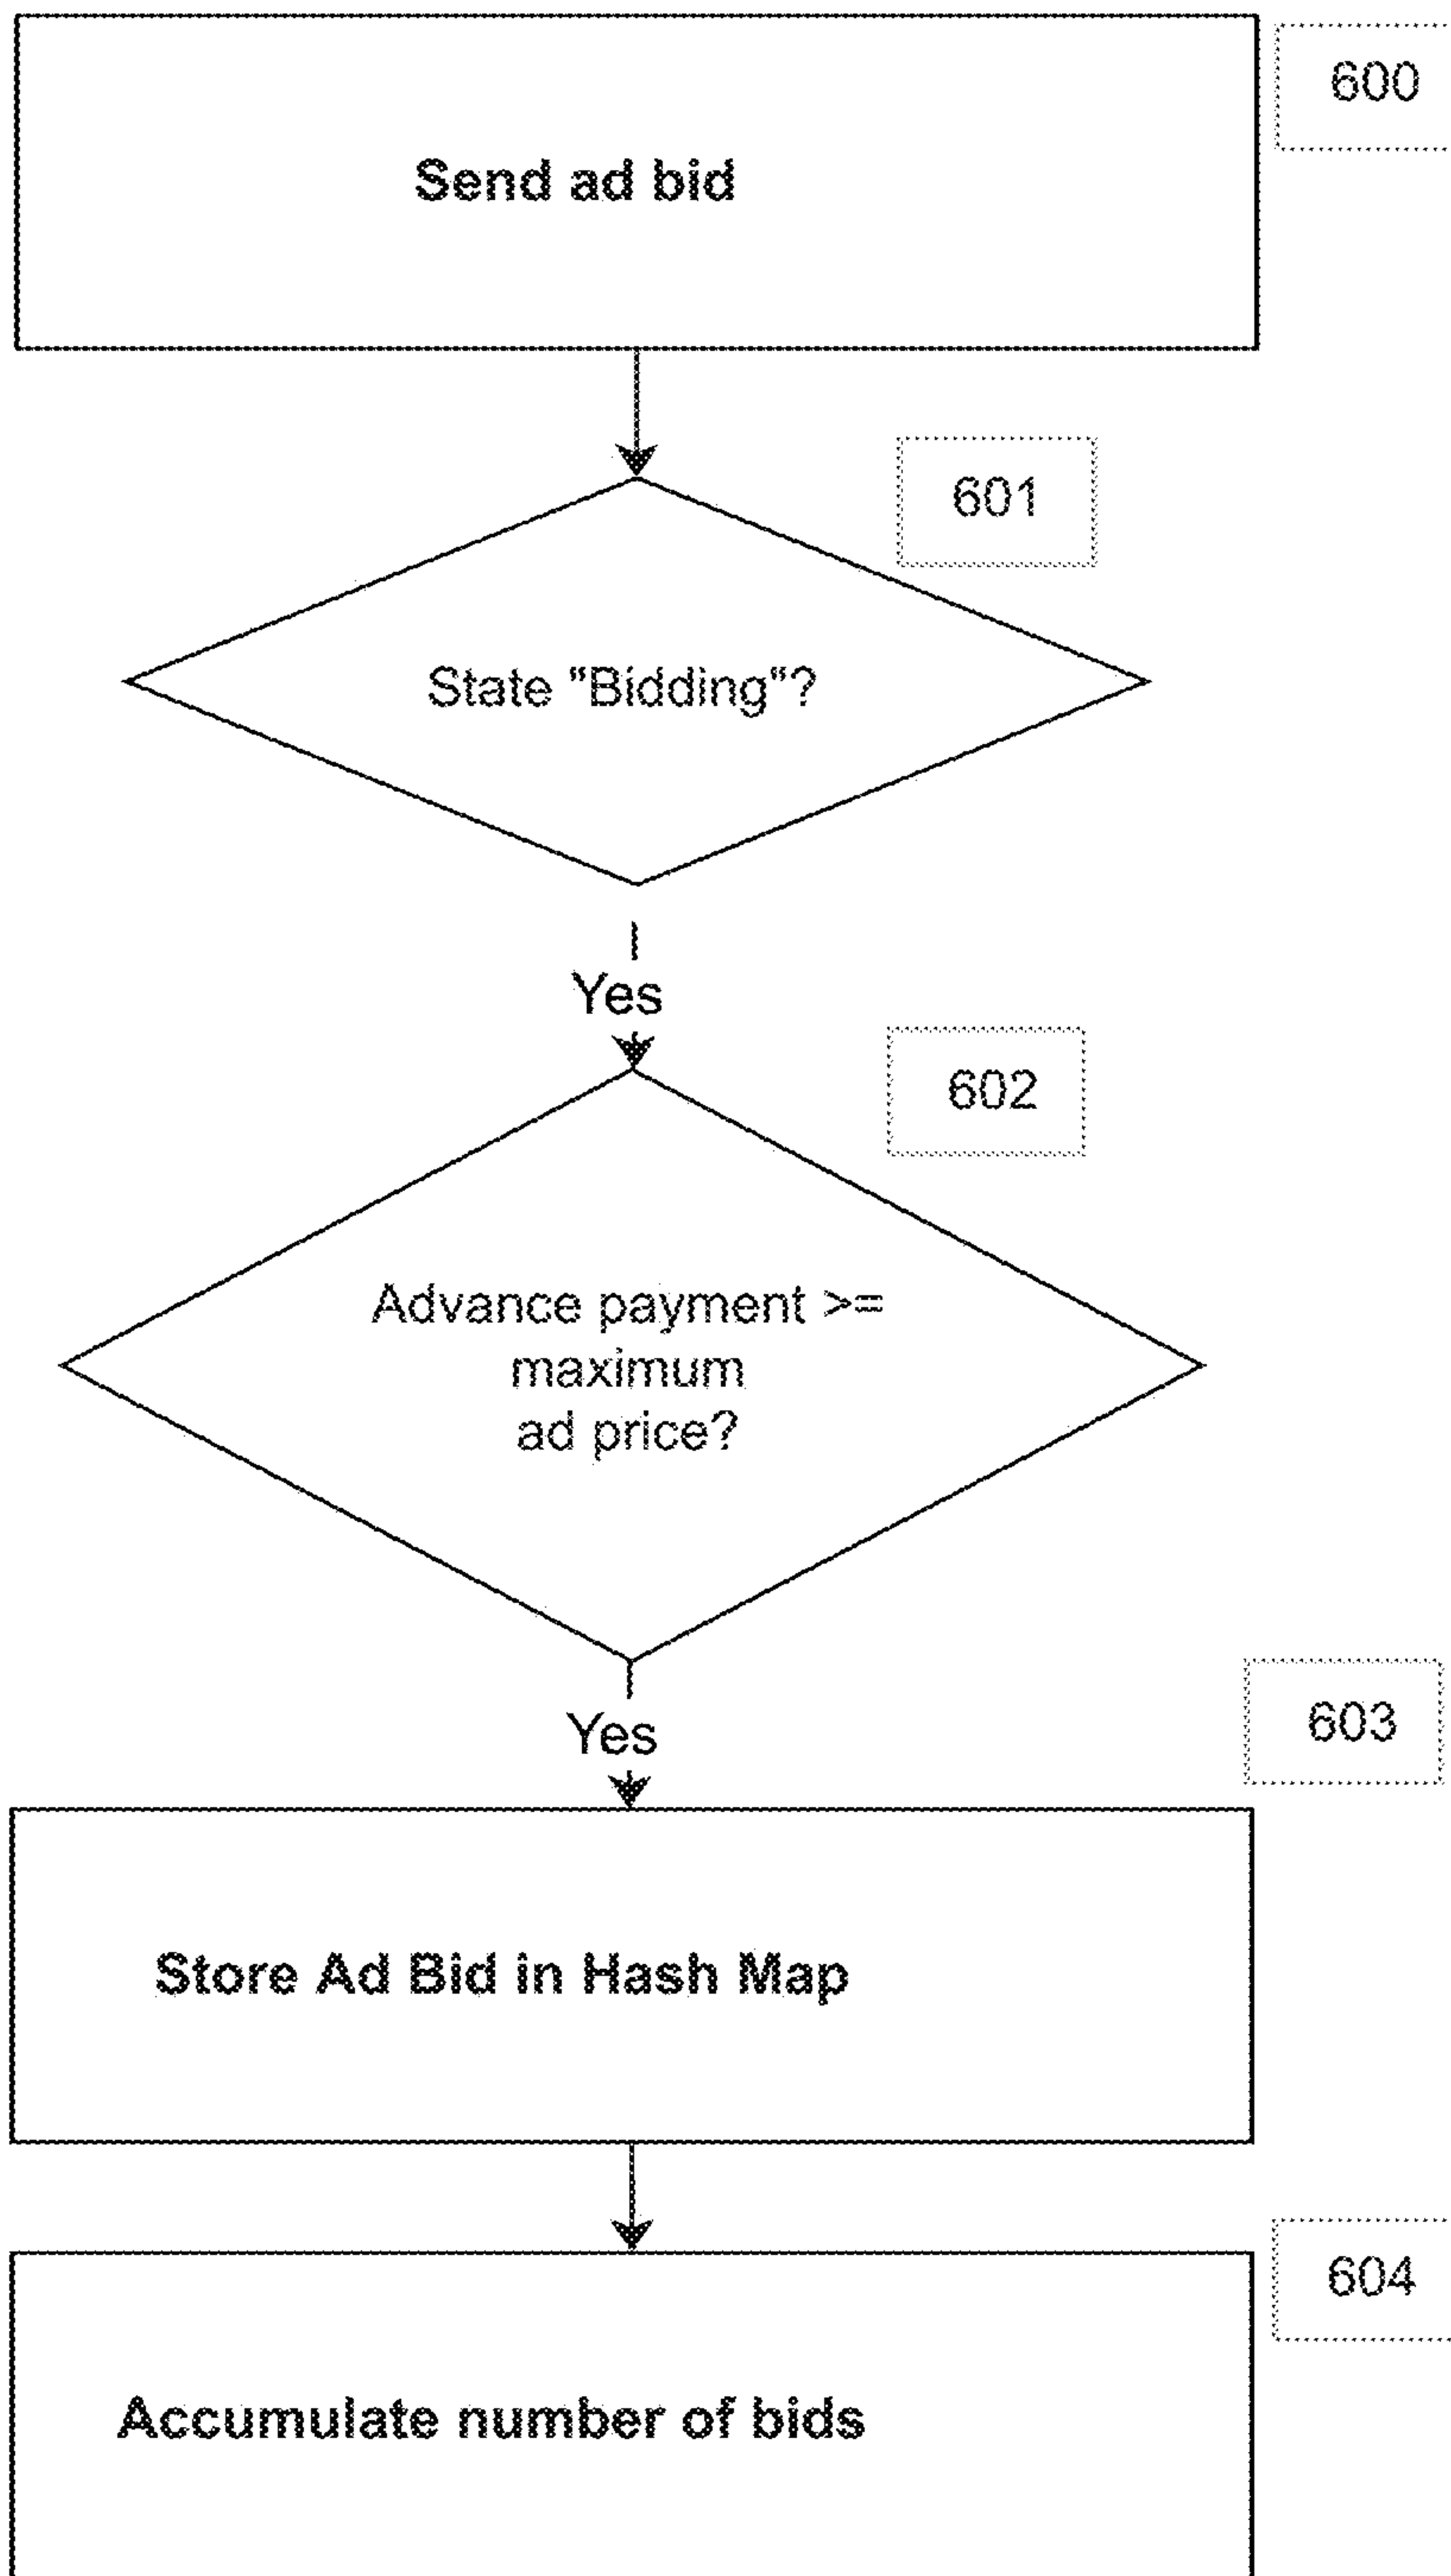 600
Send ad bid
601
State "Bidding"?
Yes
602
Advance payment >=
maximum
ad price?
Yes
603
Store Ad Bid in Hash Map
604
Accumulate number of bids